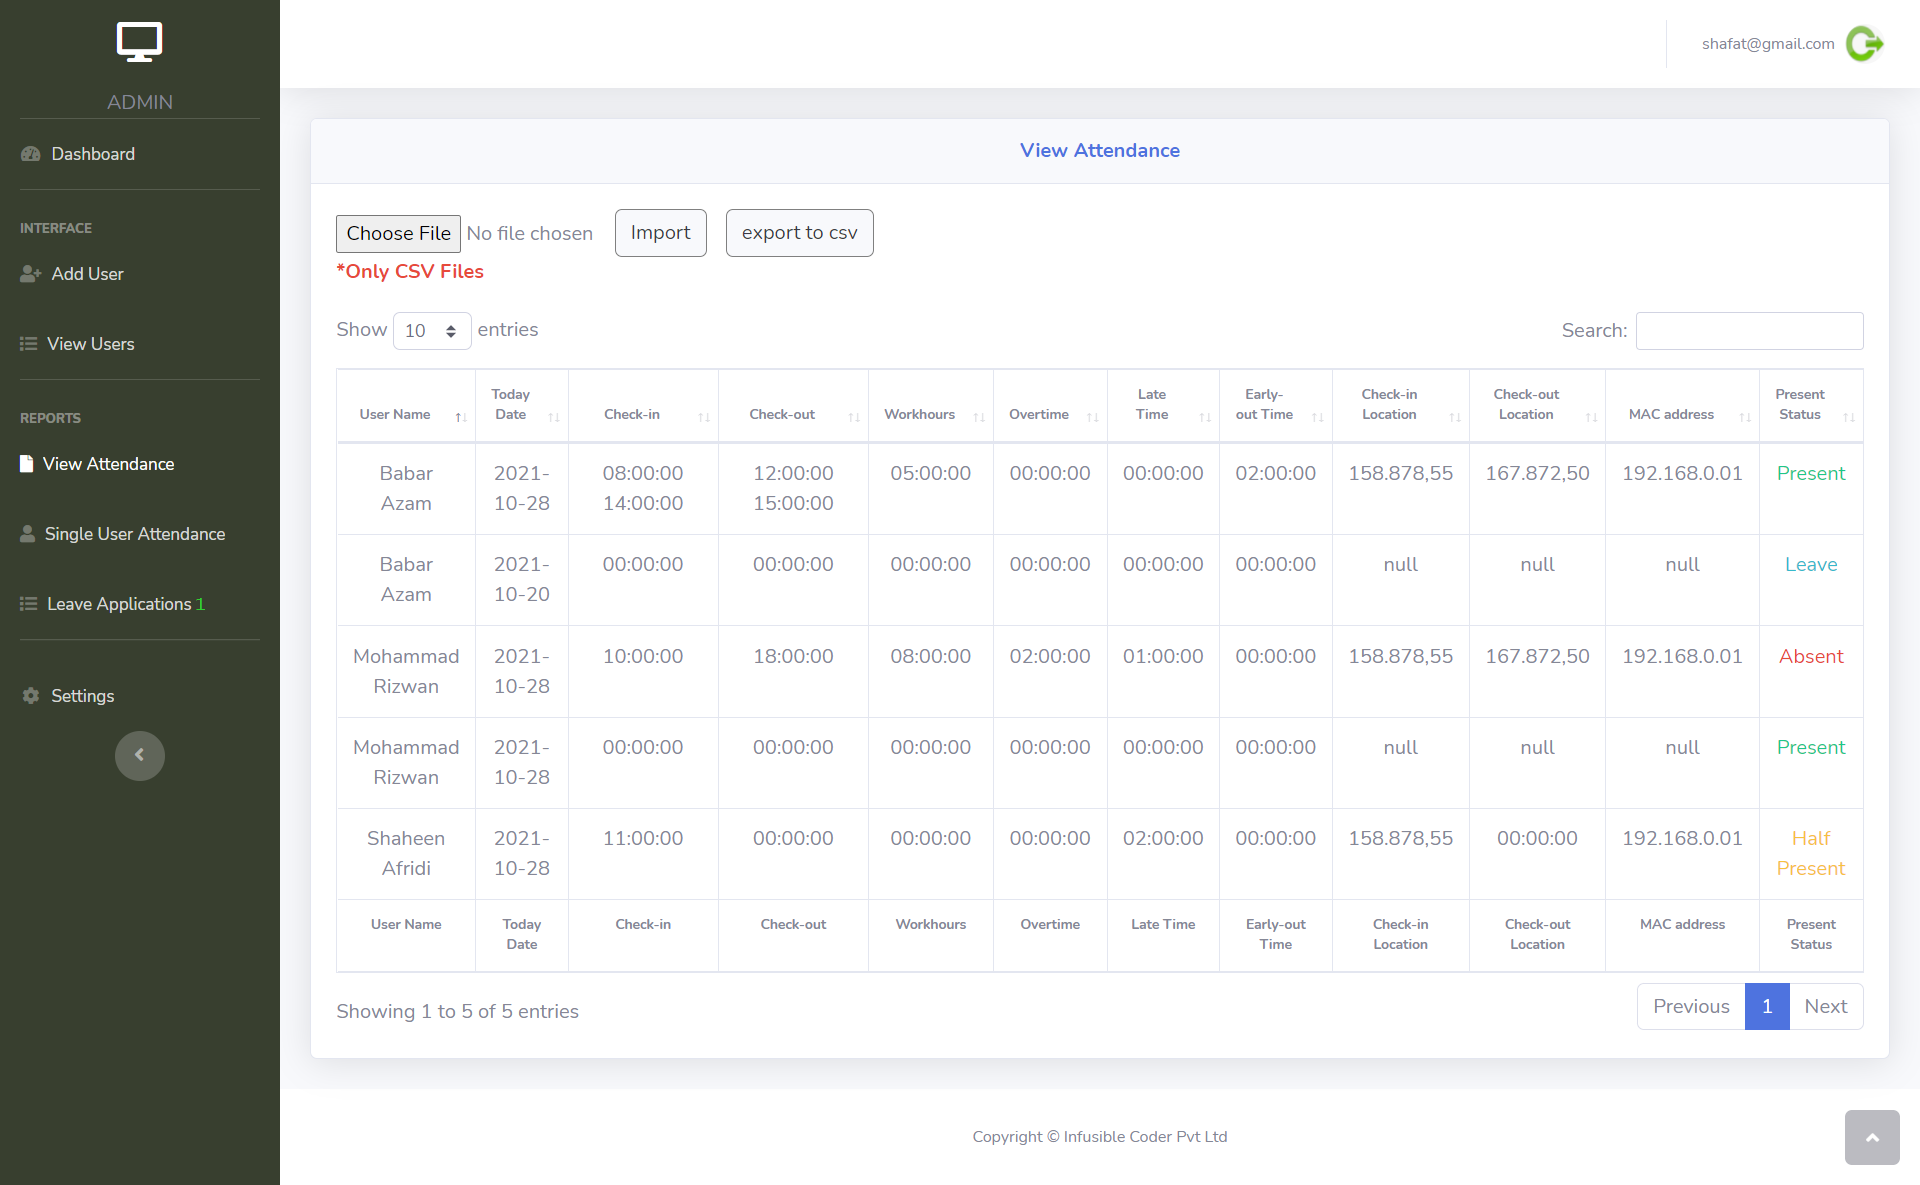 ADMIN
Dashboard
INTERFACE
Add User
View Users
REPORTS
View Attendance
Single User Attendance
Leave Applications 1
Settings
shafat@gmail.com
View Attendance
Choose File No file chosen Import export to csv
*Only CSV Files
Show 10 entries Search:
User Name Today Date Check-in Check-out Workhours Overtime Late Time Early-out Time Check-in Location Check-out Location MAC address Present Status
Babar Azam 2021-10-28 08:00:00 14:00:00 12:00:00 15:00:00 05:00:00 00:00:00 00:00:00 02:00:00 158.878,55 167.872,50 192.168.0.01 Present
Babar Azam 2021-10-20 00:00:00 00:00:00 00:00:00 00:00:00 00:00:00 00:00:00 null null null Leave
Mohammad Rizwan 2021-10-28 10:00:00 18:00:00 08:00:00 02:00:00 01:00:00 00:00:00 158.878,55 167.872,50 192.168.0.01 Absent
Mohammad Rizwan 2021-10-28 00:00:00 00:00:00 00:00:00 00:00:00 00:00:00 00:00:00 null null null Present
Shaheen Afridi 2021-10-28 11:00:00 00:00:00 00:00:00 00:00:00 02:00:00 00:00:00 158.878,55 00:00:00 192.168.0.01 Half Present
User Name Today Date Check-in Check-out Workhours Overtime Late Time Early-out Time Check-in Location Check-out Location MAC address Present Status
Showing 1 to 5 of 5 entries Previous 1 Next
Copyright © Infusible Coder Pvt Ltd